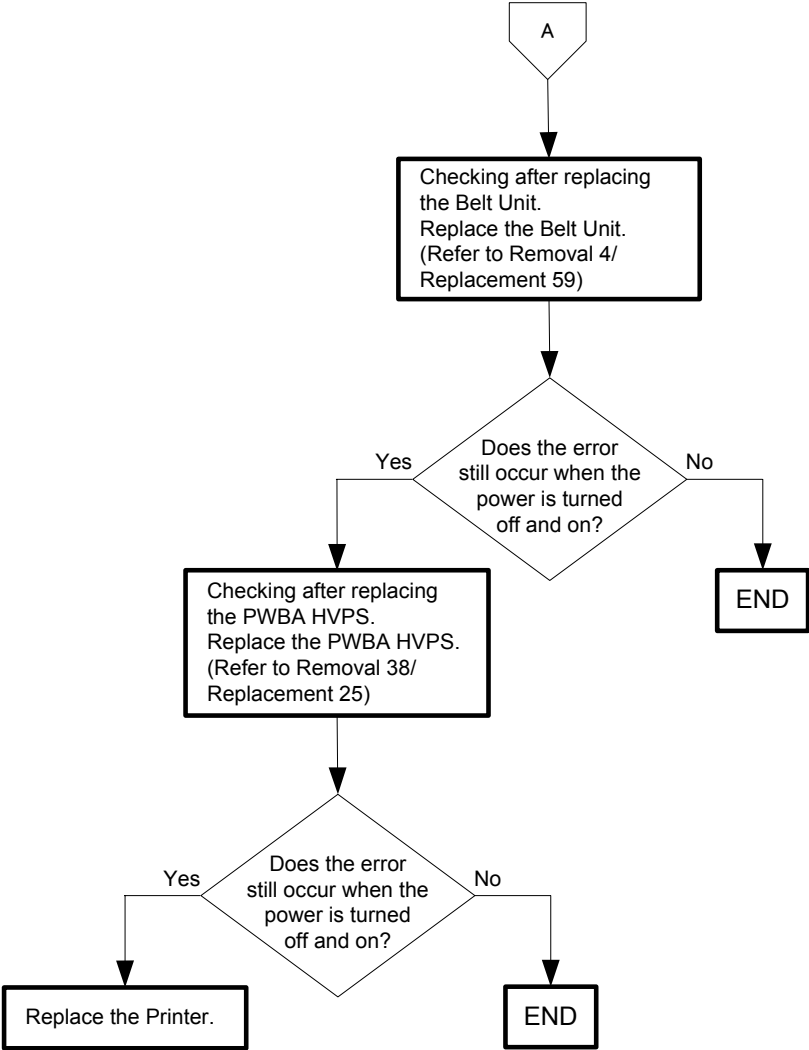 A
Checking after replacing
the Belt Unit.
Replace the Belt Unit.
(Refer to Removal 4/
Replacement 59)
Does the error
still occur when the
power is turned
off and on?
Yes
No
Checking after replacing
the PWBA HVPS.
Replace the PWBA HVPS.
(Refer to Removal 38/
Replacement 25)
END
Does the error
still occur when the
power is turned
off and on?
Yes
No
Replace the Printer.
END